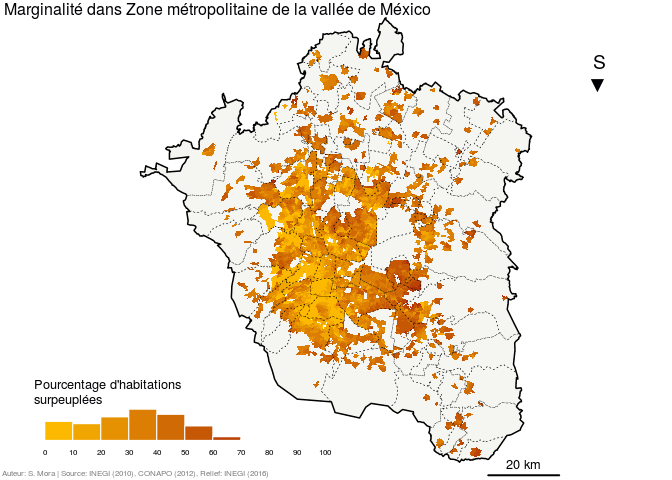 Marginalité dans Zone métropolitaine de la vallée de México
S
Pourcentage d'habitations
surpeuplées
0 10 20 30 40 50 60 70 80 90 100
20 km
Auteur: S. Mora | Source: INEGI (2010). CONAPO (2012). Relief: INEGI (2016)